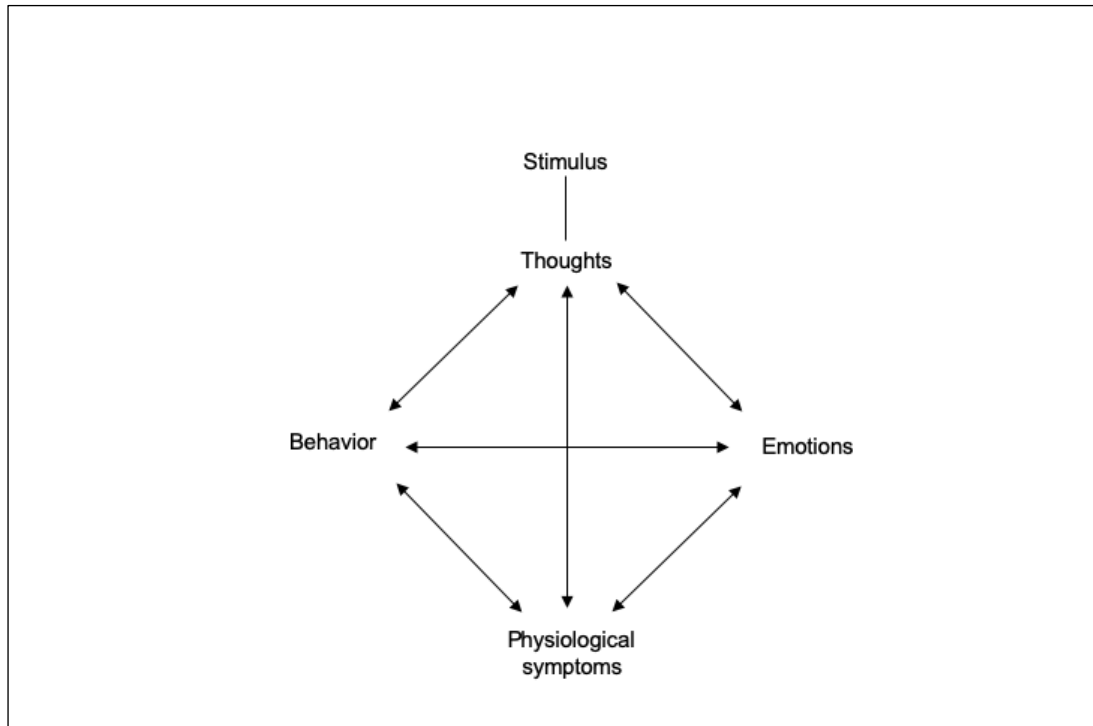 Stimulus
Thoughts
Behavior
Emotions
Physiological
symptoms